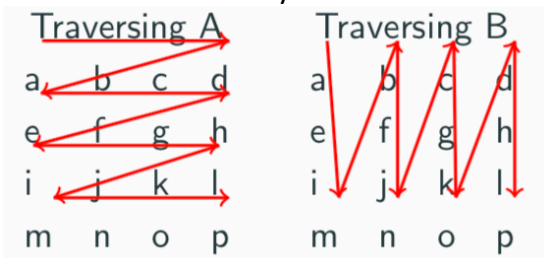 Traversing A
a b c d
e f g h
i j k l
m n o p
Traversing B
a b c d
e f g h
i j k l
m n o p